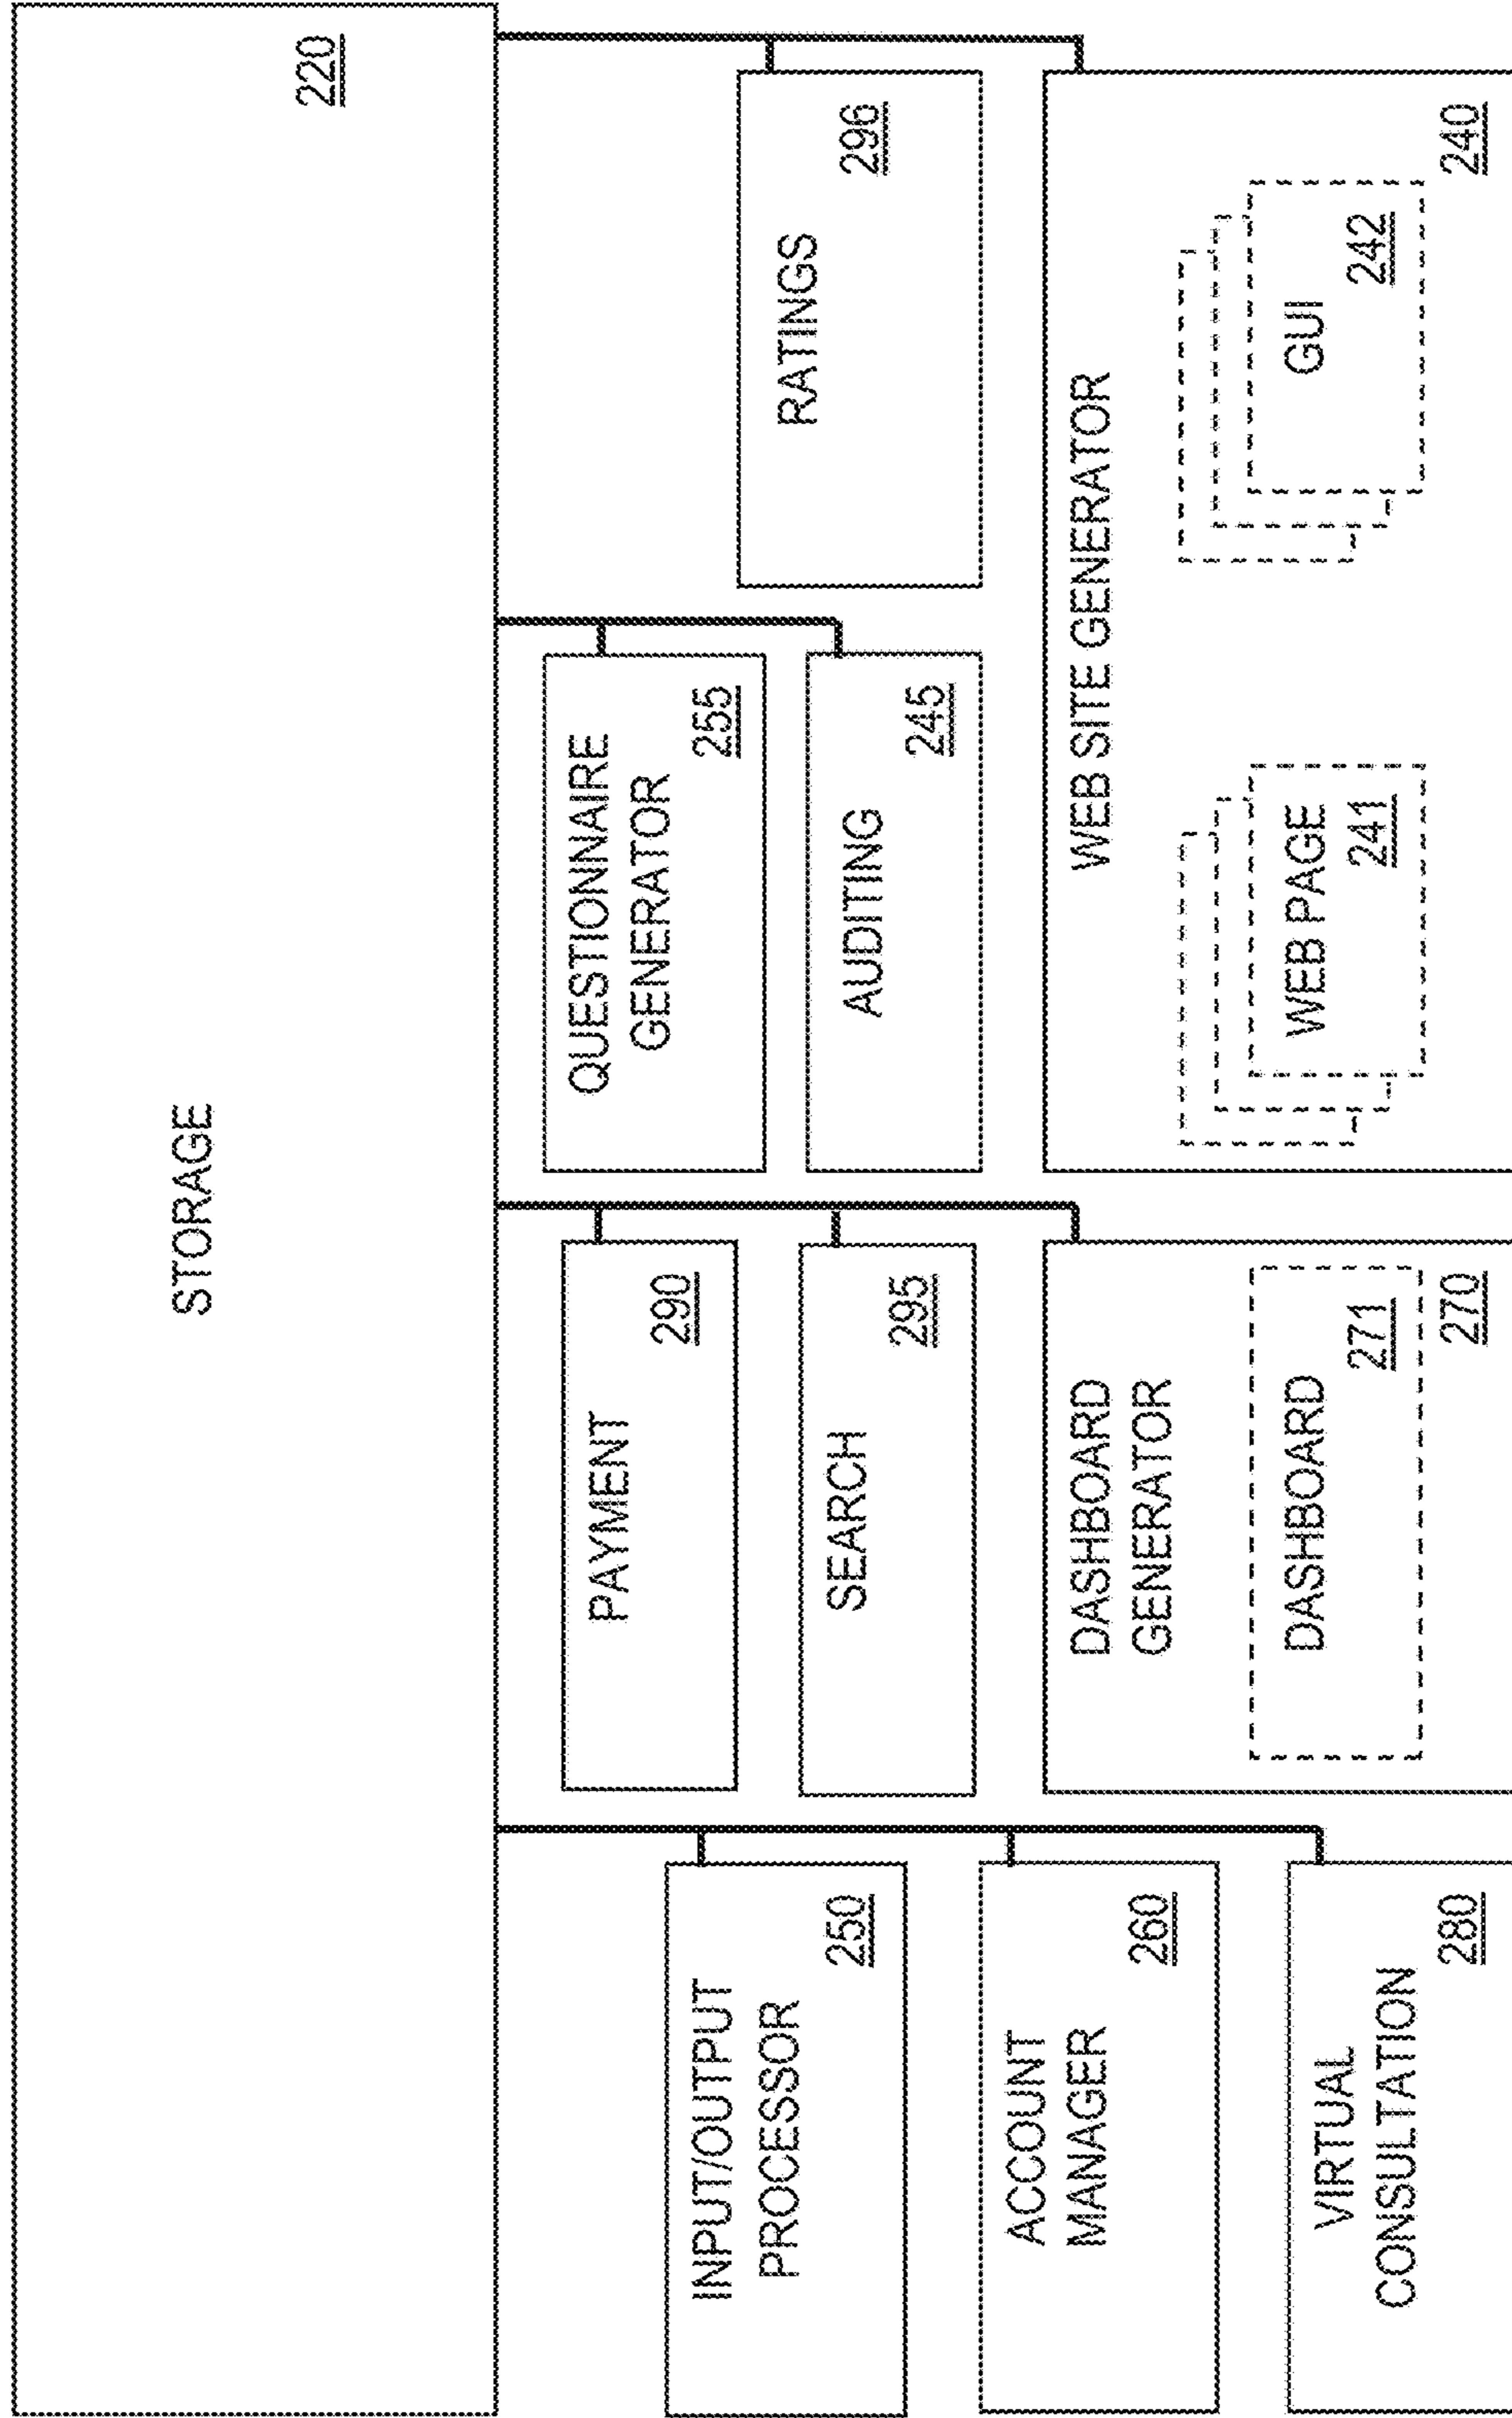 STORAGE
220
INPUT/OUTPUT
PROCESSOR
250
ACCOUNT
MANAGER
260
VIRTUAL
CONSULTATION
280
PAYMENT
290
SEARCH
295
DASHBOARD
GENERATOR
DASHBOARD
271
270
QUESTIONNAIRE
GENERATOR
255
AUDITING
245
RATINGS
296
WEB SITE GENERATOR
WEB PAGE
241
GUI
242
240